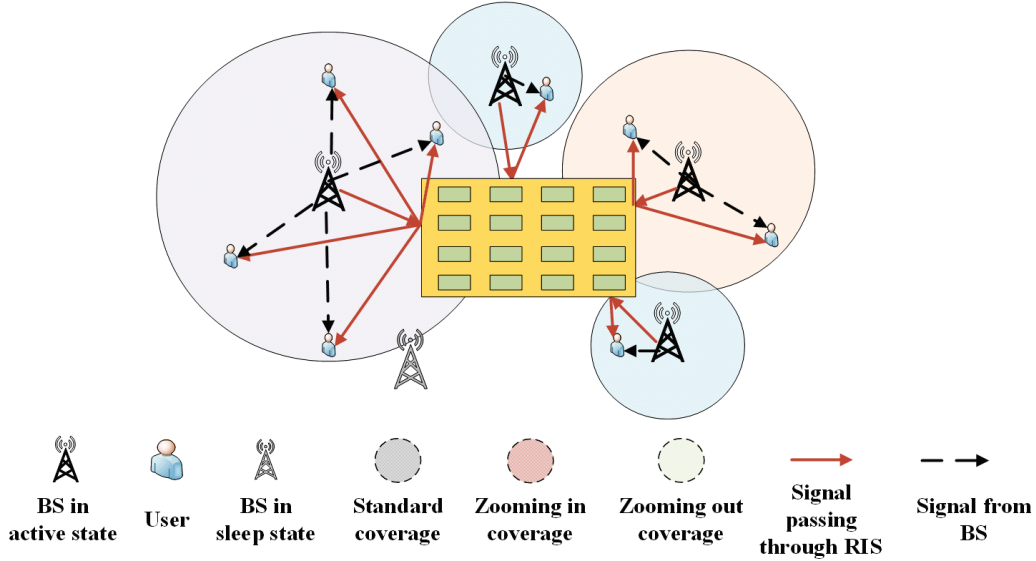 BS in
active state
User
BS in
sleep state
Standard
coverage
Zooming in
coverage
Zooming out
coverage
Signal
passing
through RIS
Signal from
BS